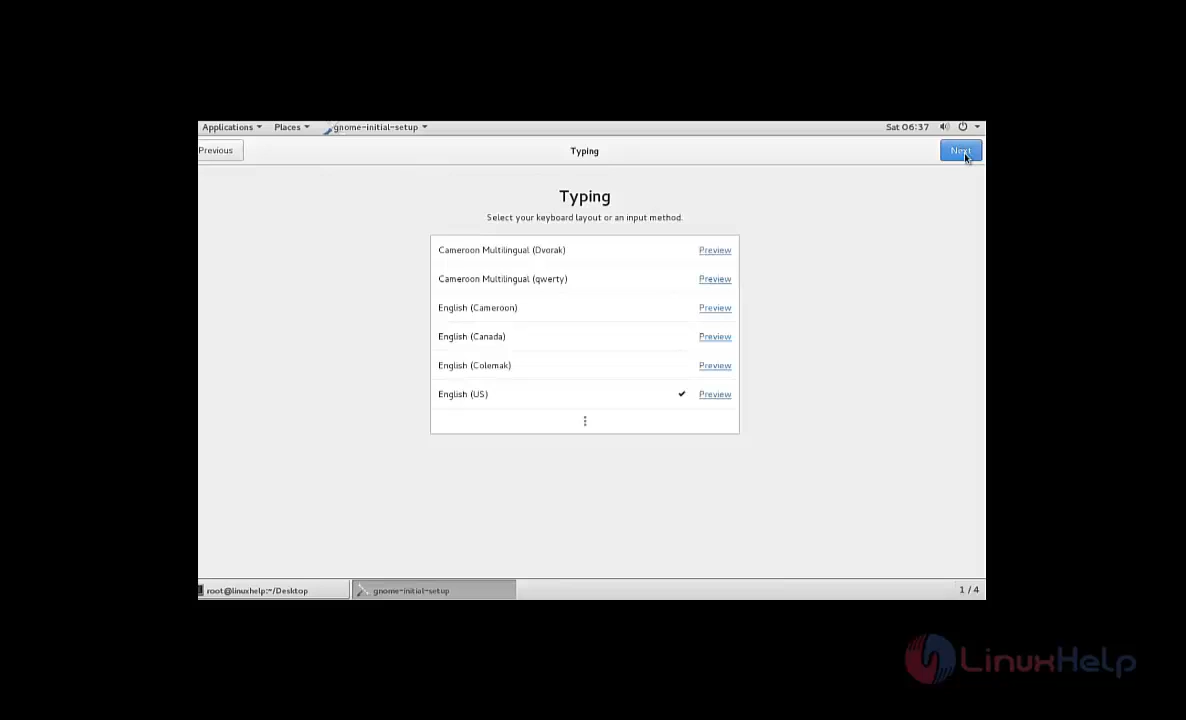 Applications Places gnome-initial-setup Sat 06:37
Previous Typing Next
Typing
Select your keyboard layout or an input method.
Cameroon Multilingual (Dvorak) Preview
Cameroon Multilingual (qwerty) Preview
English (Cameroon) Preview
English (Canada) Preview
English (Colemak) Preview
English (US) Preview
root@linuxhelp:~/Desktop gnome-initial-setup 1 / 4
LinuxHelp